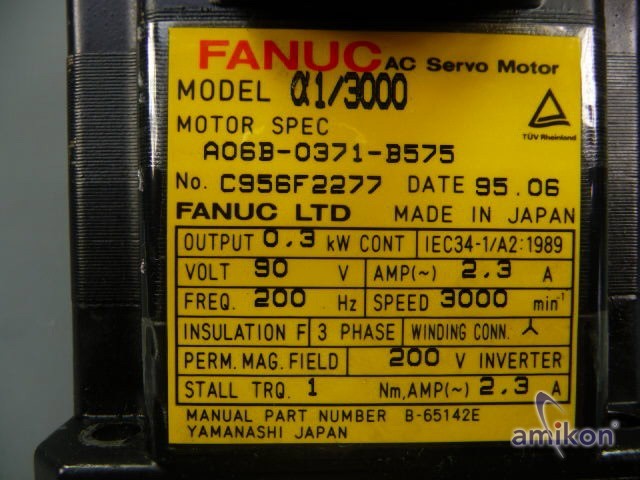 FANUC AC Servo Motor
MODEL α1/3000
MOTOR SPEC
A06B-0371-B575
TÜV Rheinland
No. C956F2277 DATE 95.06
FANUC LTD MADE IN JAPAN
OUTPUT 0.3 kW CONT IEC34-1/A2:1989
VOLT 90 V AMP(~) 2.3 A
FREQ. 200 Hz SPEED 3000 min⁻¹
INSULATION F 3 PHASE WINDING CONN.
PERM. MAG. FIELD 200 V INVERTER
STALL TRQ. 1 Nm, AMP(~) 2.3 A
MANUAL PART NUMBER B-65142E
YAMANASHI JAPAN
amikon